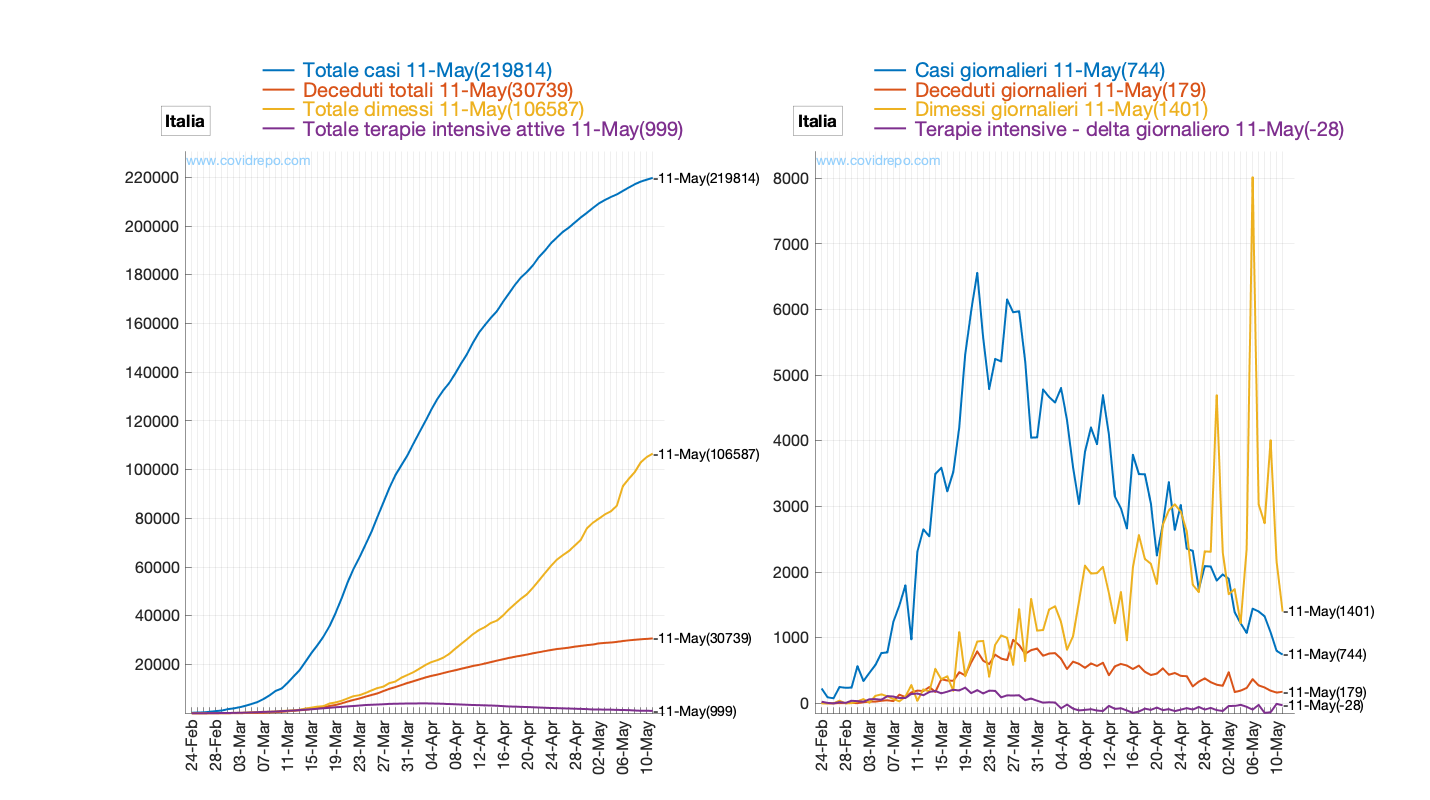 Totale casi 11-May(219814)
Deceduti totali 11-May(30739)
Totale dimessi 11-May(106587)
Totale terapie intensive attive 11-May(999)
Italia
www.covidrepo.com
220000
200000
180000
160000
140000
120000
100000
80000
60000
40000
20000
-11-May(219814)
-11-May(106587)
-11-May(30739)
-11-May(999)
24-Feb
28-Feb
03-Mar
07-Mar
11-Mar
15-Mar
19-Mar
23-Mar
27-Mar
31-Mar
04-Apr
08-Apr
12-Apr
16-Apr
20-Apr
24-Apr
28-Apr
02-May
06-May
10-May
Casi giornalieri 11-May(744)
Deceduti giornalieri 11-May(179)
Dimessi giornalieri 11-May(1401)
Terapie intensive - delta giornaliero 11-May(-28)
Italia
www.covidrepo.com
8000
7000
6000
5000
4000
3000
2000
1000
0
-11-May(1401)
-11-May(744)
-11-May(179)
-11-May(-28)
24-Feb
28-Feb
03-Mar
07-Mar
11-Mar
15-Mar
19-Mar
23-Mar
27-Mar
31-Mar
04-Apr
08-Apr
12-Apr
16-Apr
20-Apr
24-Apr
28-Apr
02-May
06-May
10-May